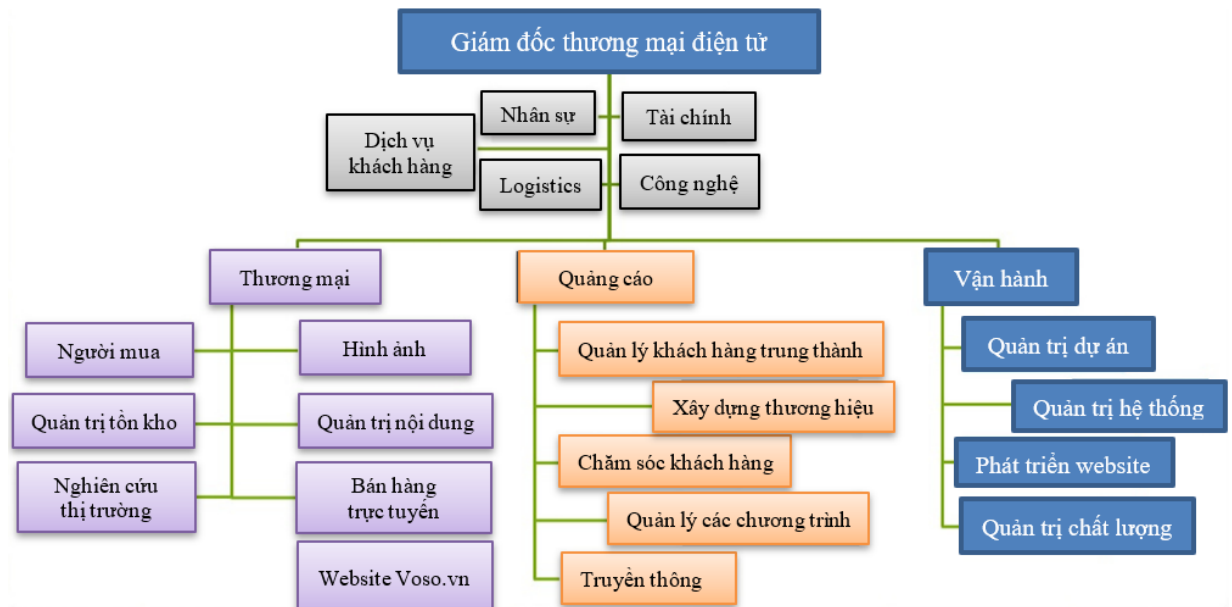 Giám đốc thương mại điện tử
Nhân sự
Tài chính
Dịch vụ
khách hàng
Logistics
Công nghệ
Thương mại
Người mua
Hình ảnh
Quản trị tồn kho
Quản trị nội dung
Nghiên cứu
thị trường
Bán hàng
trực tuyến
Website Voso.vn
Quảng cáo
Quản lý khách hàng trung thành
Xây dựng thương hiệu
Chăm sóc khách hàng
Quản lý các chương trình
Truyền thông
Vận hành
Quản trị dự án
Quản trị hệ thống
Phát triển website
Quản trị chất lượng